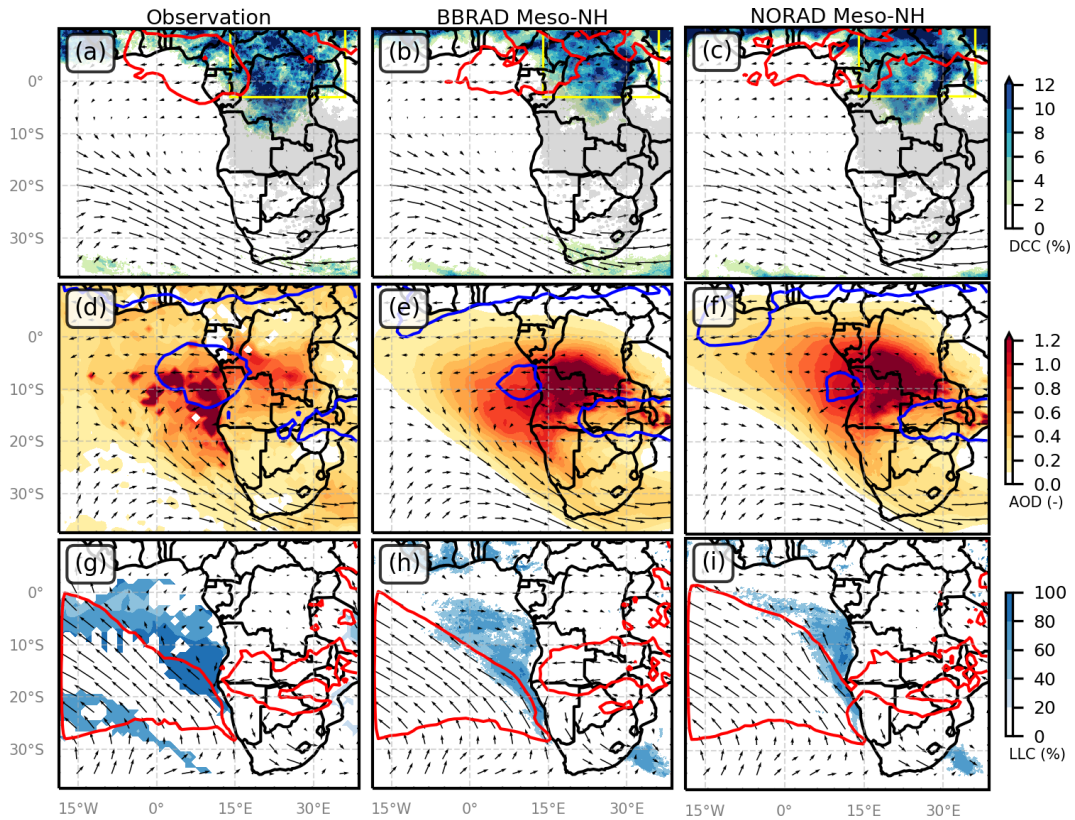 Observation BBRAD Meso-NH NORAD Meso-NH
(a) (b) (c)
0°
10°S
20°S
30°S
12
10
8
6
4
2
0
DCC (%)
(d) (e) (f)
0°
10°S
20°S
30°S
1.2
1.0
0.8
0.6
0.4
0.2
0.0
AOD (-)
(g) (h) (i)
0°
10°S
20°S
30°S
100
80
60
40
20
0
LLC (%)
15°W 0° 15°E 30°E 15°W 0° 15°E 30°E 15°W 0° 15°E 30°E